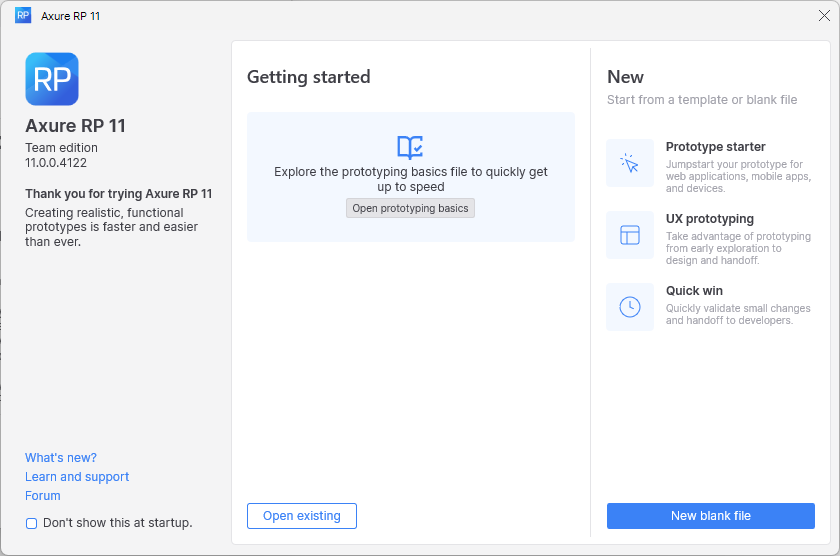 Axure RP 11
RP
Axure RP 11
Team edition
11.0.0.4122
Thank you for trying Axure RP 11
Creating realistic, functional
prototypes is faster and easier
than ever.
What's new?
Learn and support
Forum
Don't show this at startup.
Getting started
Explore the prototyping basics file to quickly get
up to speed
Open prototyping basics
Open existing
New
Start from a template or blank file
Prototype starter
Jumpstart your prototype for
web applications, mobile apps,
and devices.
UX prototyping
Take advantage of prototyping
from early exploration to
design and handoff.
Quick win
Quickly validate small changes
and handoff to developers.
New blank file